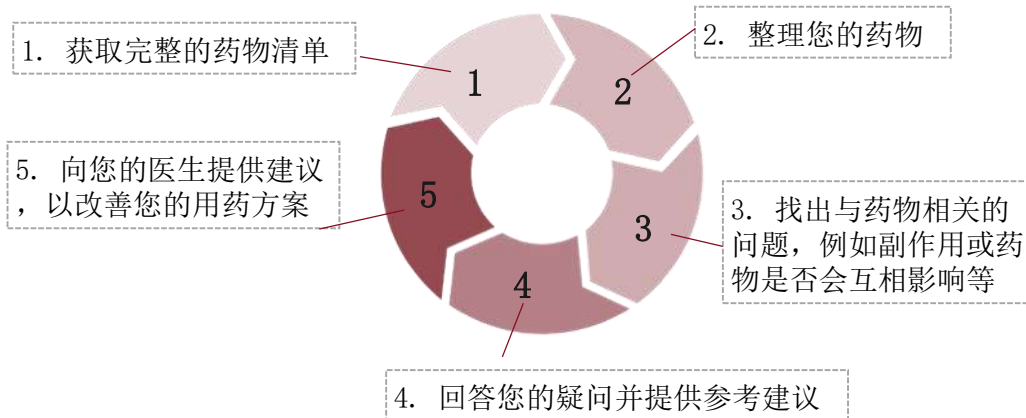 1. 获取完整的药物清单
2. 整理您的药物
3. 找出与药物相关的
问题，例如副作用或药
物是否会互相影响等
4. 回答您的疑问并提供参考建议
5. 向您的医生提供建议
，以改善您的用药方案
1
2
3
4
5